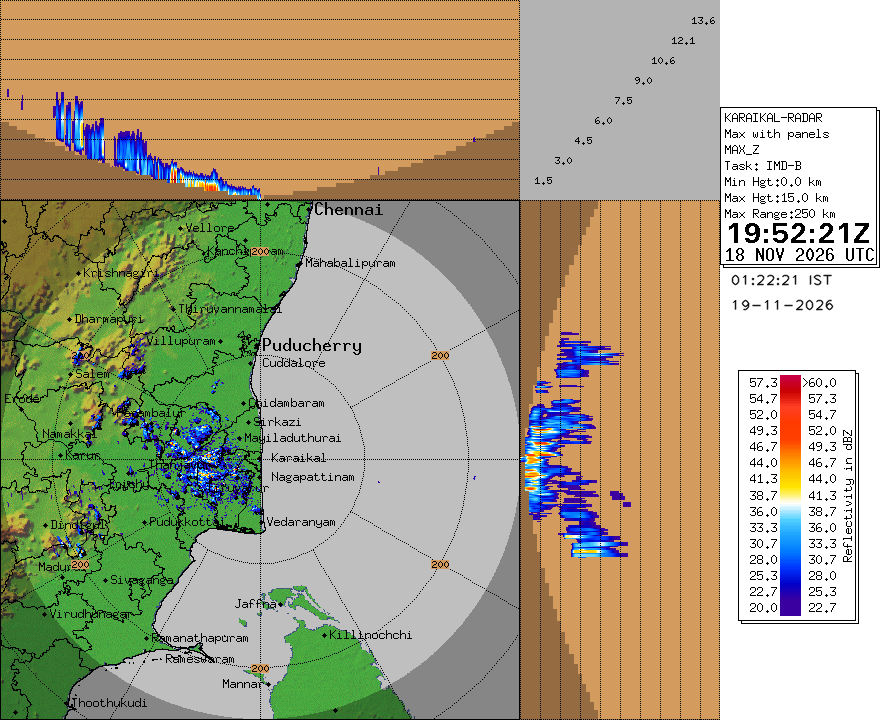 13.6
12.1
10.6
9.0
7.5
6.0
4.5
3.0
1.5
KARAIKAL-RADAR
Max with panels
MAX_Z
Task: IMD-B
Min Hgt:0.0 km
Max Hgt:15.0 km
Max Range:250 km
19:52:21Z
18 NOV 2026 UTC
01:22:21 IST
19-11-2026
57.3 >60.0
54.7 57.3
52.0 54.7
49.3 52.0
46.7 49.3
44.0 46.7
41.3 44.0
38.7 41.3
36.0 38.7
33.3 36.0
30.7 33.3
28.0 30.7
25.3 28.0
22.7 25.3
20.0 22.7
Reflectivity in dBZ
Chennai
Vellore
200
Mahabalipuram
Krishnagiri
Thiruvannamalai
Dharmapuri
Villupuram
Puducherry
200
Cuddalore
Salem
Chidambaram
Sirkazi
Namakkal
Mayiladuthurai
Karur
Karaikal
Nagapattinam
Pudukkottai
Vedaranyam
200
200
Sivaganga
Jaffna
Virudhunagar
Ramanathapuram
Killinochchi
Rameswaram
200
Mannar
Thoothukudi